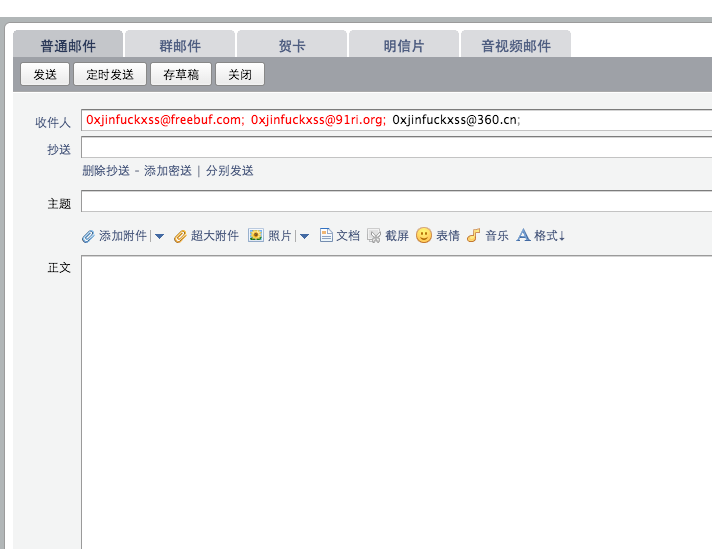 普通邮件 群邮件 贺卡 明信片 音视频邮件
发送 定时发送 存草稿 关闭
收件人 0xjinfuckxss@freebuf.com; 0xjinfuckxss@91ri.org; 0xjinfuckxss@360.cn;
抄送
删除抄送 - 添加密送 | 分别发送
主题
添加附件 | 超大附件 照片 | 文档 截屏 表情 音乐 格式↓
正文